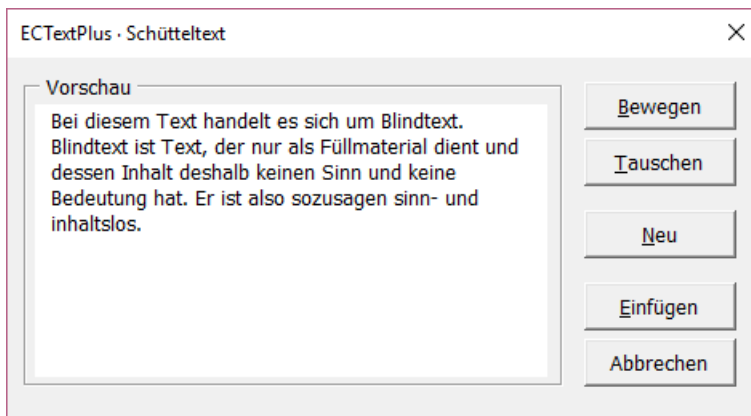 ECTextPlus · Schütteltext
Vorschau
Bei diesem Text handelt es sich um Blindtext.
Blindtext ist Text, der nur als Füllmaterial dient und
dessen Inhalt deshalb keinen Sinn und keine
Bedeutung hat. Er ist also sozusagen sinn- und
inhaltslos.
Bewegen
Tauschen
Neu
Einfügen
Abbrechen